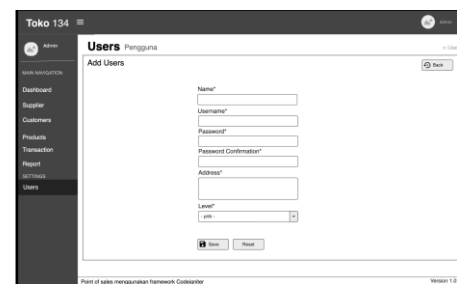 Toko 134
Admin
Admin
Users Pengguna
Add Users
Back
MAIN NAVIGATION
Dashboard
Supplier
Customers
Products
Transaction
Report
SETTINGS
Users
Name*
Username*
Password*
Password Confirmation*
Address*
Level*
- pilih -
Save
Reset
Point of sales menggunakan framework Codeigniter
Version 1.0